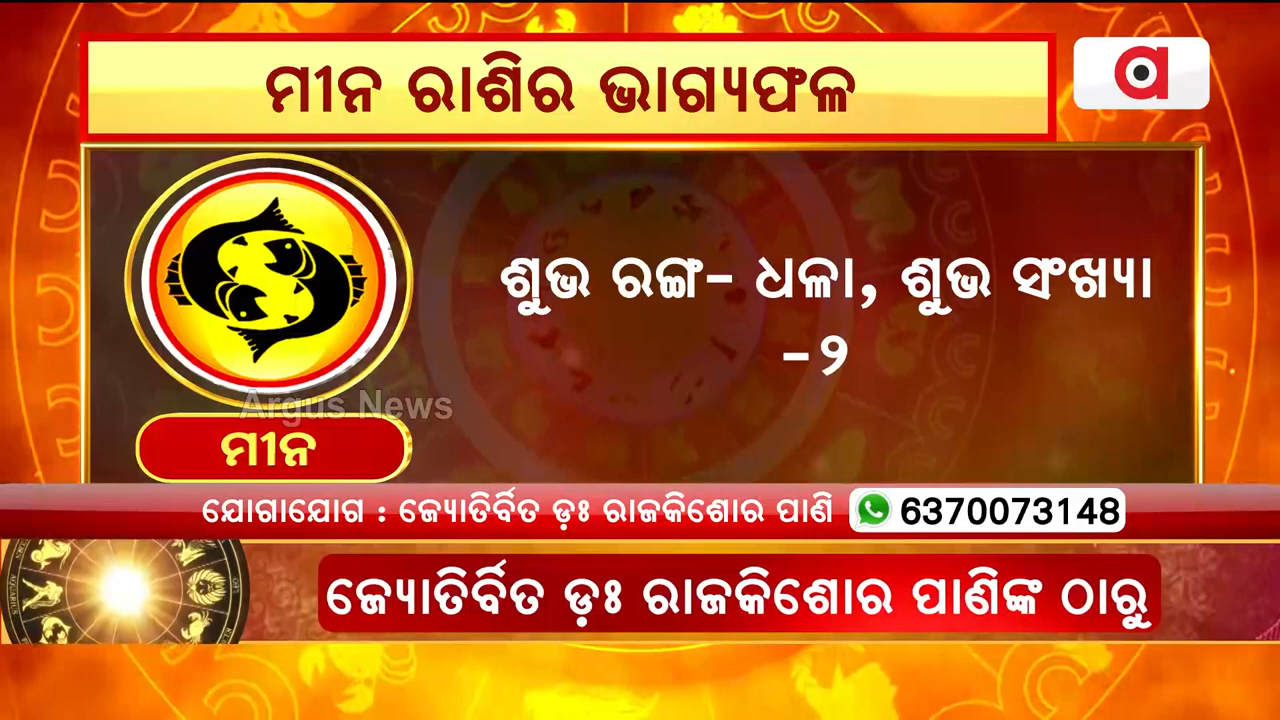 ମୀନ ରାଶିର ଭାଗ୍ୟଫଳ
ଶୁଭ ରଙ୍ଗ- ଧଳା, ଶୁଭ ସଂଖ୍ୟା
-୨
Argus News
ମୀନ
ଯୋଗାଯୋଗ : ଜ୍ୟୋତିର୍ବିତ ଡ଼ଃ ରାଜକିଶୋର ପାଣି 6370073148
ଜ୍ୟୋତିର୍ବିତ ଡ଼ଃ ରାଜକିଶୋର ପାଣିଙ୍କ ଠାରୁ